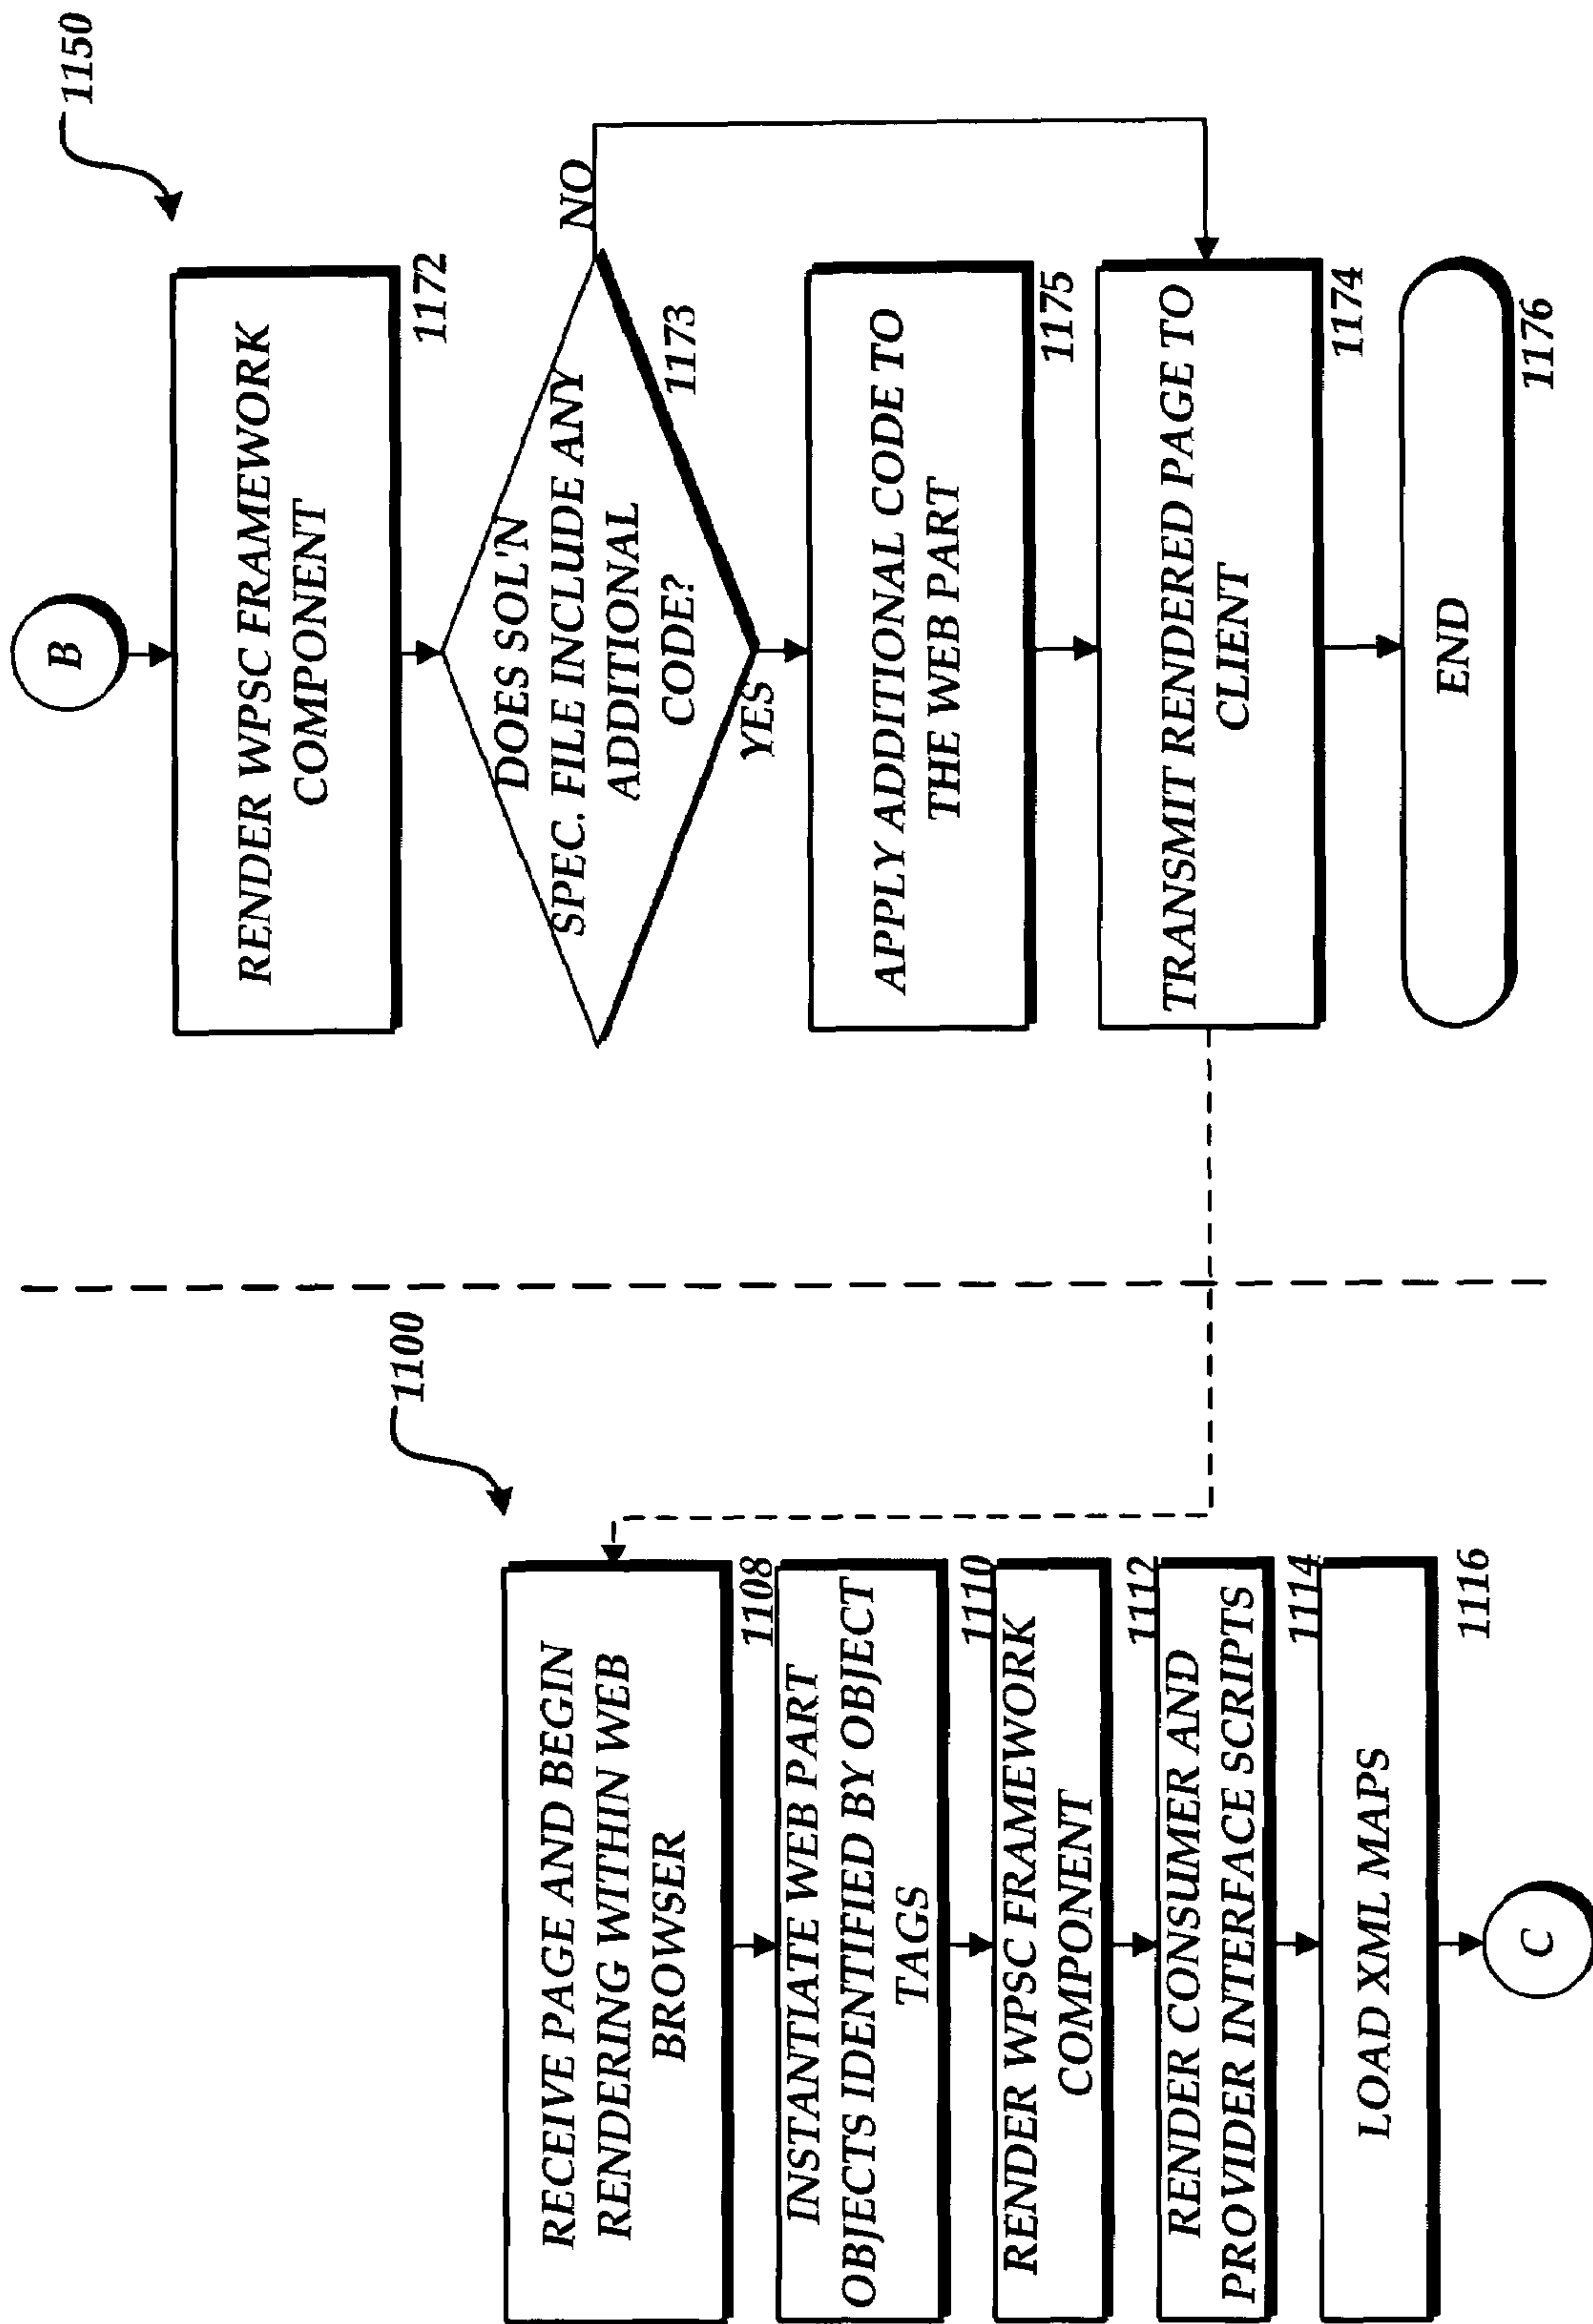 1100
RECEIVE PAGE AND BEGIN
RENDERING WITHIN WEB
BROWSER
1108
INSTANTIATE WEB PART
OBJECTS IDENTIFIED BY OBJECT
TAGS
1110
RENDER WPSC FRAMEWORK
COMPONENT
1112
RENDER CONSUMER AND
PROVIDER INTERFACE SCRIPTS
1114
LOAD XML MAPS
1116
C
1150
B
RENDER WPSC FRAMEWORK
COMPONENT
1172
DOES SOL'N
SPEC. FILE INCLUDE ANY
ADDITIONAL
CODE?
1173
NO
YES
APPLY ADDITIONAL CODE TO
THE WEB PART
1175
TRANSMIT RENDERED PAGE TO
CLIENT
1174
END
1176